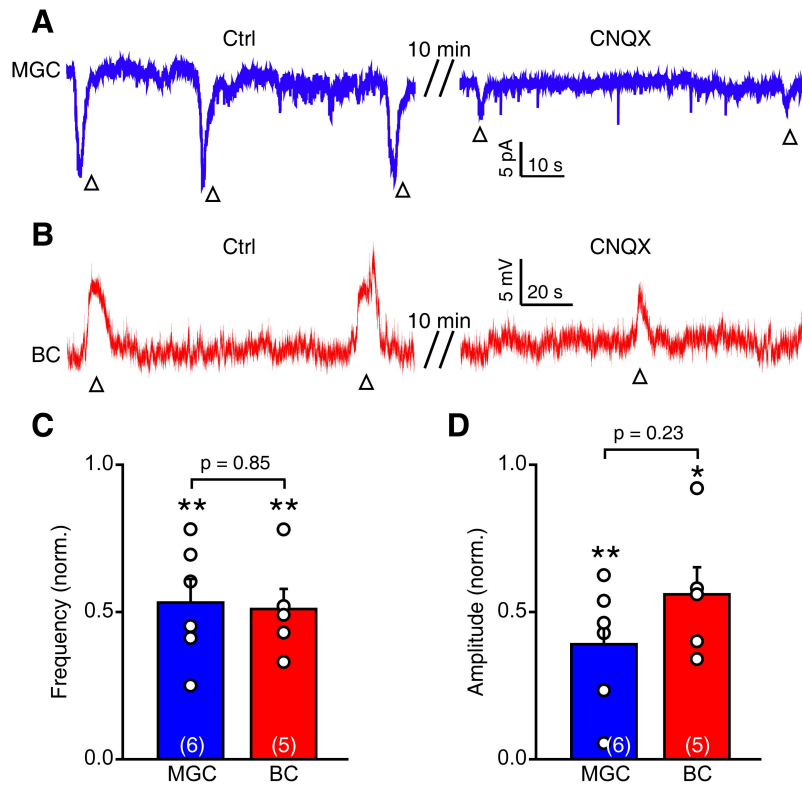 A
Ctrl
10 min
CNQX
MGC
5 pA
10 s
B
Ctrl
CNQX
5 mV
20 s
10 min
BC
C
D
p = 0.85
p = 0.23
1.0
** **
1.0
*
**
Frequency (norm.)
0.5
Amplitude (norm.)
0.5
(6)
(5)
(6)
(5)
0.0
0.0
MGC
BC
MGC
BC